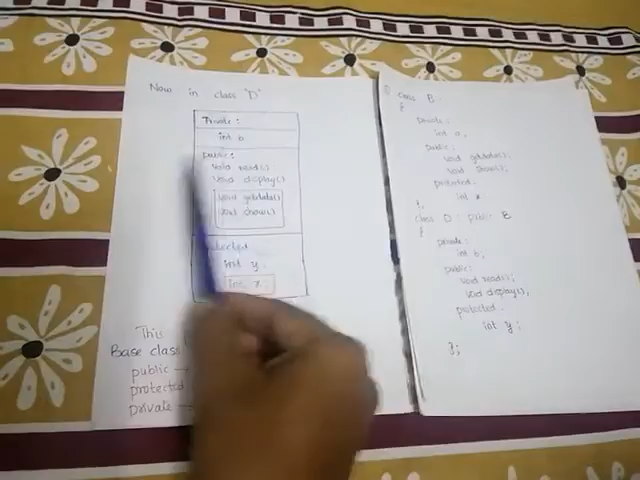 Now in class 'D'
Private:
int b
public:
void read()
void display()
void getdata()
void show()
int y
int x
This
Base class
public →
protected
private →
① class B
{
private:
int a;
public:
void getdata();
void show();
protected:
int x
};
class D : public B
{
private:
int b;
public:
void read();
void display();
protected:
int y;
};